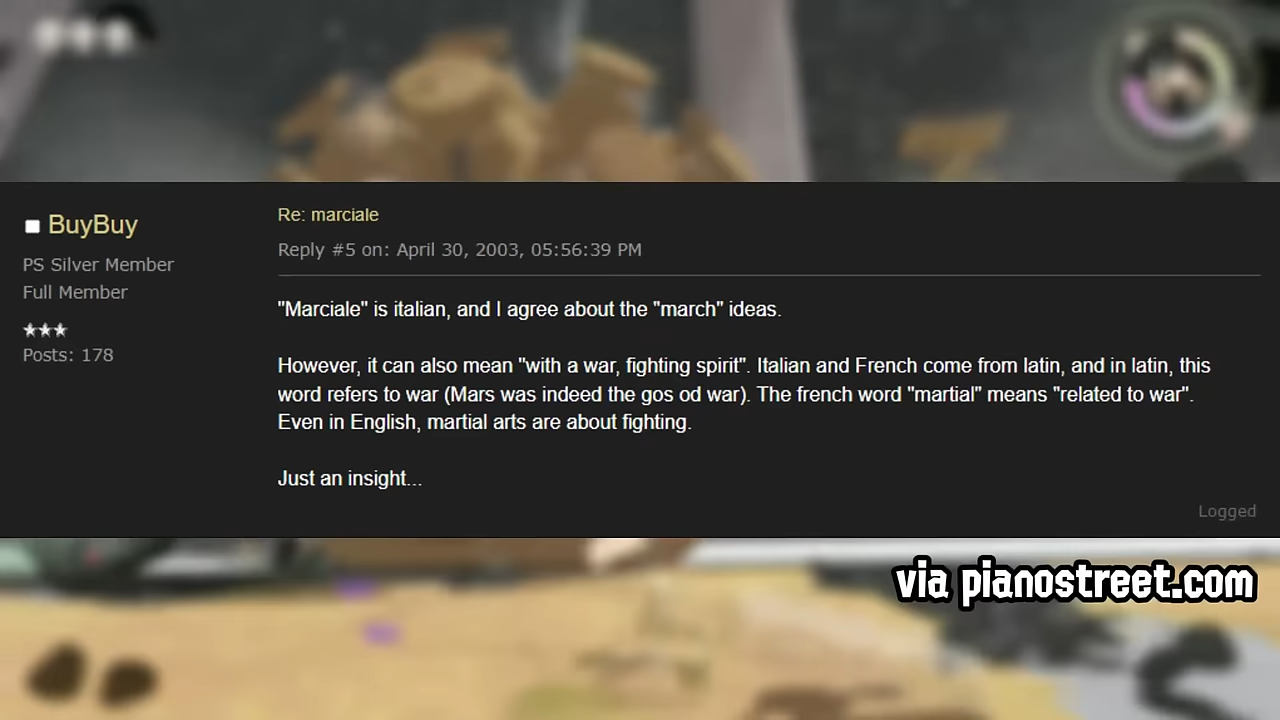 BuyBuy
PS Silver Member
Full Member
Posts: 178
Re: marciale
Reply #5 on: April 30, 2003, 05:56:39 PM
"Marciale" is italian, and I agree about the "march" ideas.
However, it can also mean "with a war, fighting spirit". Italian and French come from latin, and in latin, this
word refers to war (Mars was indeed the gos od war). The french word "martial" means "related to war".
Even in English, martial arts are about fighting.
Just an insight...
Logged
via pianostreet.com